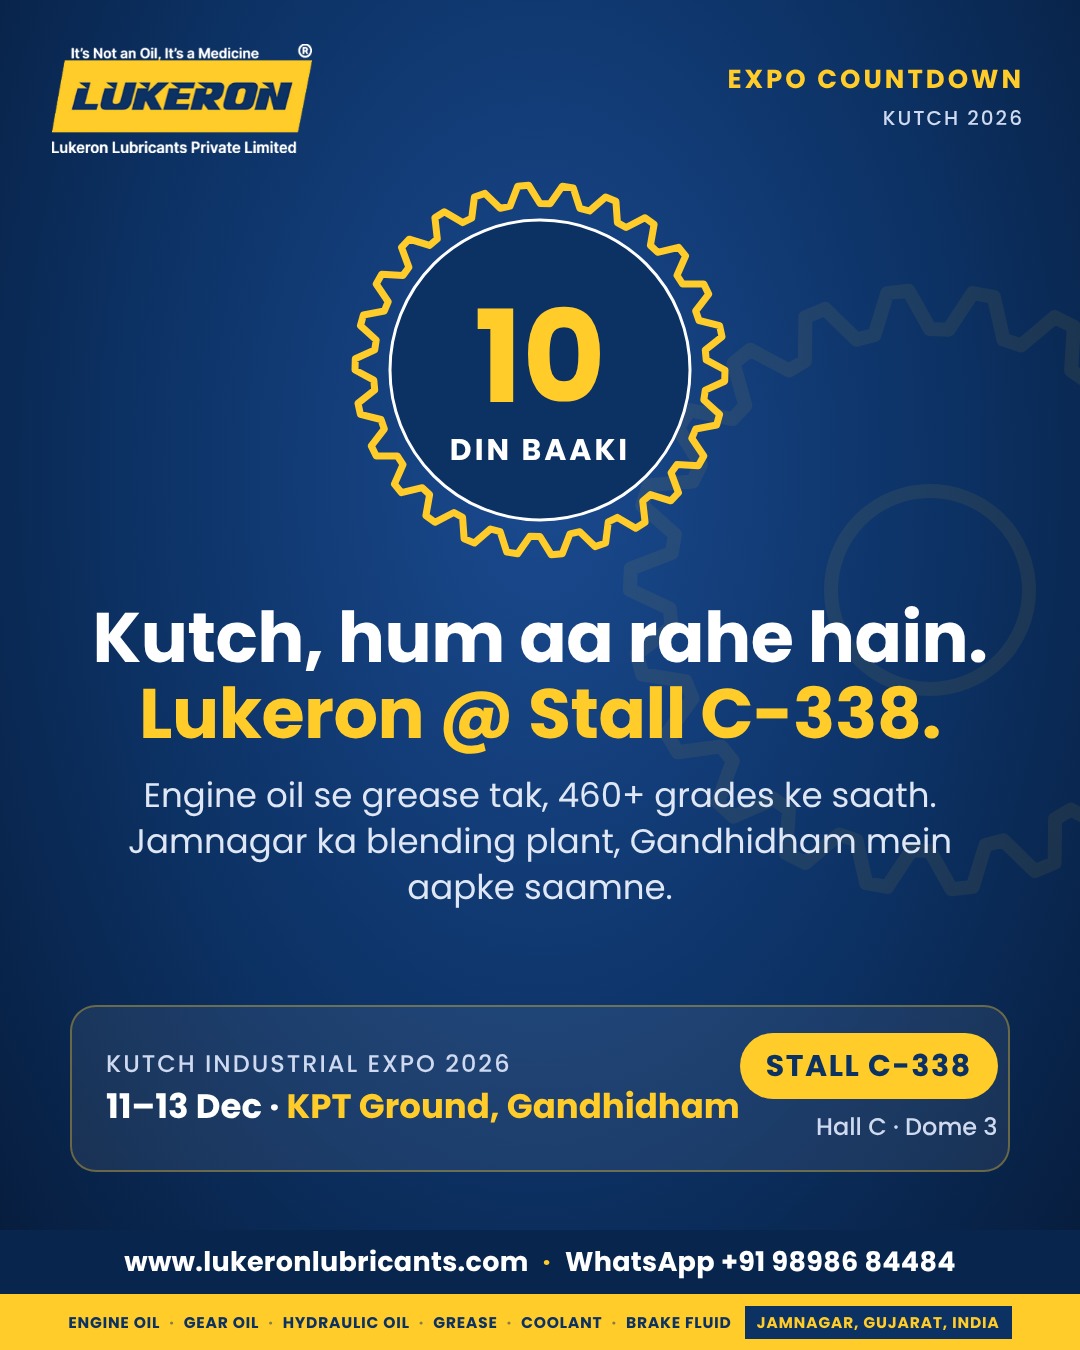 It's Not an Oil, It's a Medicine
®
LUKERON
Lukeron Lubricants Private Limited
EXPO COUNTDOWN
KUTCH 2026
10
DIN BAAKI
Kutch, hum aa rahe hain.
Lukeron @ Stall C-338.
Engine oil se grease tak, 460+ grades ke saath.
Jamnagar ka blending plant, Gandhidham mein
aapke saamne.
KUTCH INDUSTRIAL EXPO 2026
11–13 Dec · KPT Ground, Gandhidham
STALL C-338
Hall C · Dome 3
www.lukeronlubricants.com · WhatsApp +91 98986 84484
ENGINE OIL · GEAR OIL · HYDRAULIC OIL · GREASE · COOLANT · BRAKE FLUID JAMNAGAR, GUJARAT, INDIA